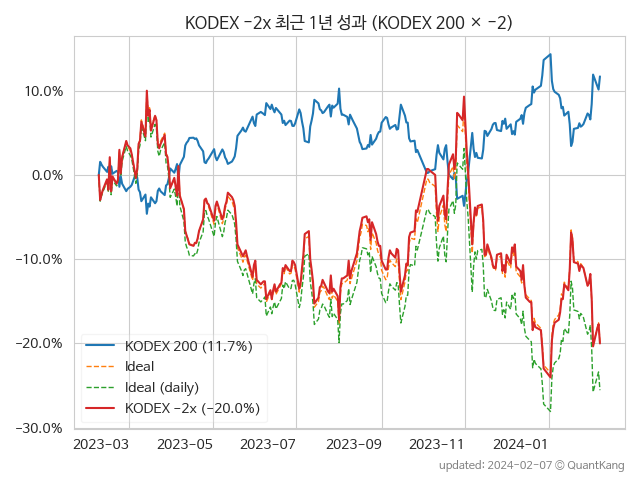 KODEX -2x 최근 1년 성과 (KODEX 200 × -2)
10.0%
0.0%
-10.0%
-20.0%
-30.0%
KODEX 200 (11.7%)
Ideal
Ideal (daily)
KODEX -2x (-20.0%)
2023-03 2023-05 2023-07 2023-09 2023-11 2024-01
updated: 2024-02-07 © QuantKang